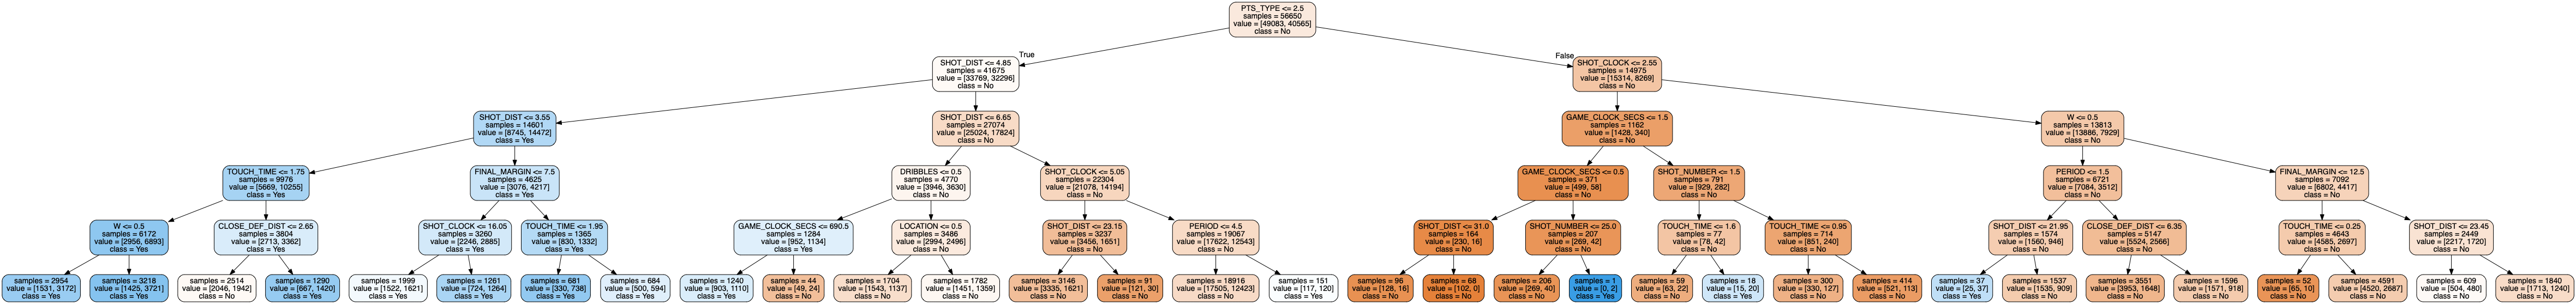 PTS_TYPE <= 2.5
samples = 56650
value = [49083, 40565]
class = No
True
False
SHOT_DIST <= 4.85
samples = 41675
value = [33769, 32296]
class = No
SHOT_CLOCK <= 2.55
samples = 14975
value = [15314, 8269]
class = No
SHOT_DIST <= 3.55
samples = 14601
value = [8745, 14472]
class = Yes
SHOT_DIST <= 6.65
samples = 27074
value = [25024, 17824]
class = No
GAME_CLOCK_SECS <= 1.5
samples = 1162
value = [1428, 340]
class = No
W <= 0.5
samples = 13813
value = [13886, 7929]
class = No
TOUCH_TIME <= 1.75
samples = 9976
value = [5669, 10255]
class = Yes
FINAL_MARGIN <= 7.5
samples = 4625
value = [3076, 4217]
class = Yes
DRIBBLES <= 0.5
samples = 4770
value = [3946, 3630]
class = No
SHOT_CLOCK <= 5.05
samples = 22304
value = [21078, 14194]
class = No
GAME_CLOCK_SECS <= 0.5
samples = 371
value = [499, 58]
class = No
SHOT_NUMBER <= 1.5
samples = 791
value = [929, 282]
class = No
PERIOD <= 1.5
samples = 6721
value = [7084, 3512]
class = No
FINAL_MARGIN <= 12.5
samples = 7092
value = [6802, 4417]
class = No
W <= 0.5
samples = 6172
value = [2956, 6893]
class = Yes
CLOSE_DEF_DIST <= 2.65
samples = 3804
value = [2713, 3362]
class = Yes
SHOT_CLOCK <= 16.05
samples = 3260
value = [2246, 2885]
class = Yes
TOUCH_TIME <= 1.95
samples = 1365
value = [830, 1332]
class = Yes
GAME_CLOCK_SECS <= 690.5
samples = 1284
value = [952, 1134]
class = Yes
LOCATION <= 0.5
samples = 3486
value = [2994, 2496]
class = No
SHOT_DIST <= 23.15
samples = 3237
value = [3456, 1651]
class = No
PERIOD <= 4.5
samples = 19067
value = [17622, 12543]
class = No
SHOT_DIST <= 31.0
samples = 164
value = [230, 16]
class = No
SHOT_NUMBER <= 25.0
samples = 207
value = [269, 42]
class = No
TOUCH_TIME <= 1.6
samples = 77
value = [78, 42]
class = No
TOUCH_TIME <= 0.95
samples = 714
value = [851, 240]
class = No
SHOT_DIST <= 21.95
samples = 1574
value = [1560, 946]
class = No
CLOSE_DEF_DIST <= 6.35
samples = 5147
value = [5524, 2566]
class = No
TOUCH_TIME <= 0.25
samples = 4643
value = [4585, 2697]
class = No
SHOT_DIST <= 23.45
samples = 2449
value = [2217, 1720]
class = No
samples = 2954
value = [1531, 3172]
class = Yes
samples = 3218
value = [1425, 3721]
class = Yes
samples = 2514
value = [2046, 1942]
class = No
samples = 1290
value = [667, 1420]
class = Yes
samples = 1999
value = [1522, 1621]
class = Yes
samples = 1261
value = [724, 1264]
class = Yes
samples = 681
value = [330, 738]
class = Yes
samples = 684
value = [500, 594]
class = Yes
samples = 1240
value = [903, 1110]
class = Yes
samples = 44
value = [49, 24]
class = No
samples = 1704
value = [1543, 1137]
class = No
samples = 1782
value = [1451, 1359]
class = No
samples = 3146
value = [3335, 1621]
class = No
samples = 91
value = [121, 30]
class = No
samples = 18916
value = [17505, 12423]
class = No
samples = 151
value = [117, 120]
class = Yes
samples = 96
value = [128, 16]
class = No
samples = 68
value = [102, 0]
class = No
samples = 206
value = [269, 40]
class = No
samples = 1
value = [0, 2]
class = Yes
samples = 59
value = [63, 22]
class = No
samples = 18
value = [15, 20]
class = Yes
samples = 300
value = [330, 127]
class = No
samples = 414
value = [521, 113]
class = No
samples = 37
value = [25, 37]
class = Yes
samples = 1537
value = [1535, 909]
class = No
samples = 3551
value = [3953, 1648]
class = No
samples = 1596
value = [1571, 918]
class = No
samples = 52
value = [65, 10]
class = No
samples = 4591
value = [4520, 2687]
class = No
samples = 609
value = [504, 480]
class = No
samples = 1840
value = [1713, 1240]
class = No